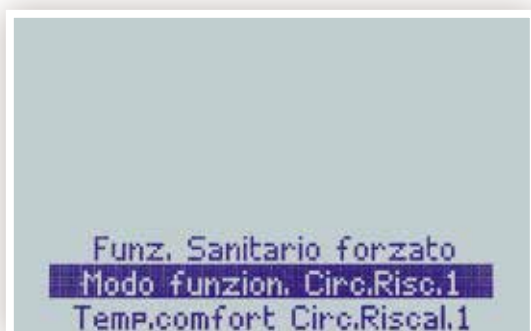 Funz. Sanitario forzato
Modo funzion. Circ.Risc.1
Temp.comfort Circ.Riscal.1